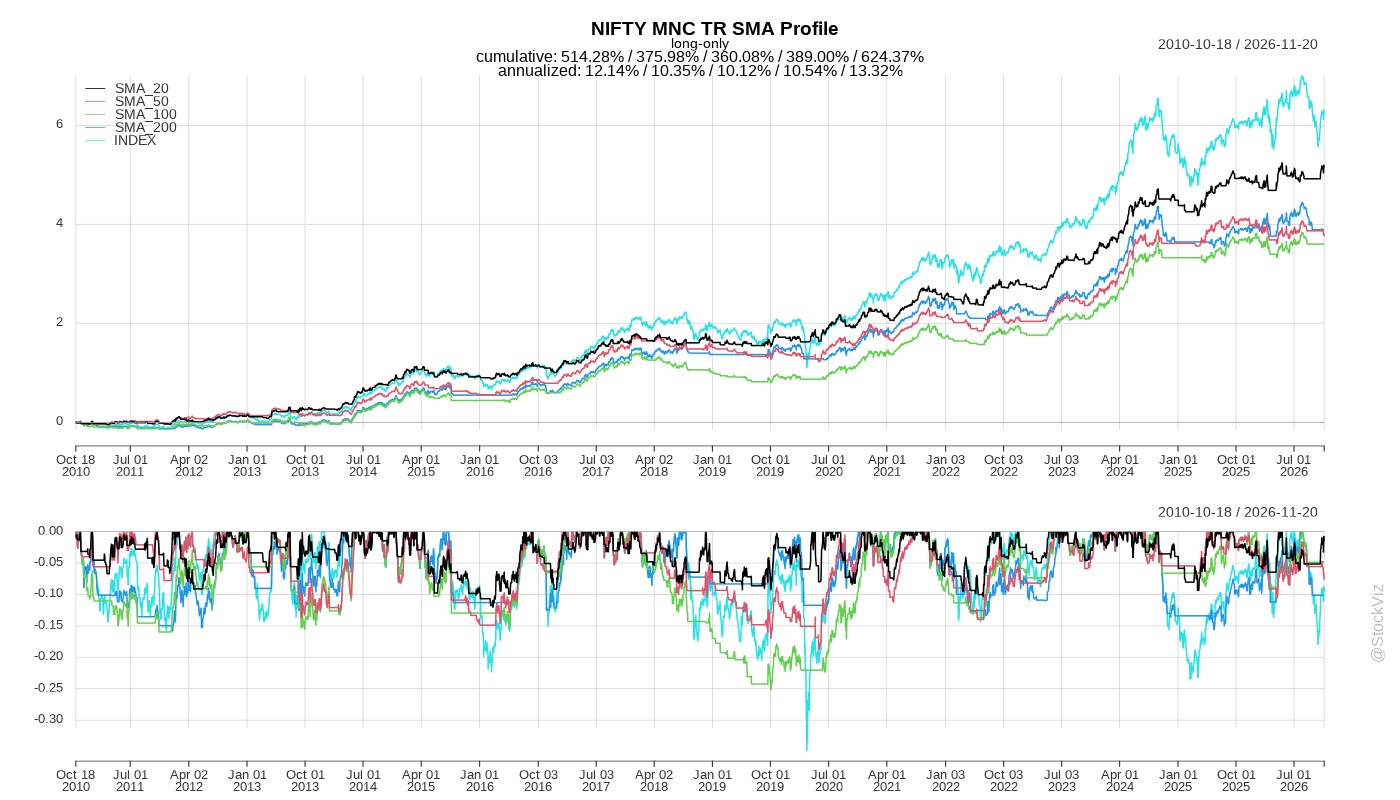 NIFTY MNC TR SMA Profile
long-only
2010-10-18 / 2026-11-20
cumulative: 514.28% / 375.98% / 360.08% / 389.00% / 624.37%
annualized: 12.14% / 10.35% / 10.12% / 10.54% / 13.32%
SMA_20
SMA_50
SMA_100
SMA_200
INDEX
6
4
2
0
Oct 18 Jul 01 Apr 02 Jan 01 Oct 01 Jul 01 Apr 01 Jan 01 Oct 03 Jul 03 Apr 02 Jan 01 Oct 01 Jul 01 Apr 01 Jan 03 Oct 03 Jul 03 Apr 01 Jan 01 Oct 01 Jul 01
2010 2011 2012 2013 2013 2014 2015 2016 2016 2017 2018 2019 2019 2020 2021 2022 2022 2023 2024 2025 2025 2026
2010-10-18 / 2026-11-20
0.00
-0.05
-0.10
-0.15
-0.20
-0.25
-0.30
Oct 18 Jul 01 Apr 02 Jan 01 Oct 01 Jul 01 Apr 01 Jan 01 Oct 03 Jul 03 Apr 02 Jan 01 Oct 01 Jul 01 Apr 01 Jan 03 Oct 03 Jul 03 Apr 01 Jan 01 Oct 01 Jul 01
2010 2011 2012 2013 2013 2014 2015 2016 2016 2017 2018 2019 2019 2020 2021 2022 2022 2023 2024 2025 2025 2026
@StockViz